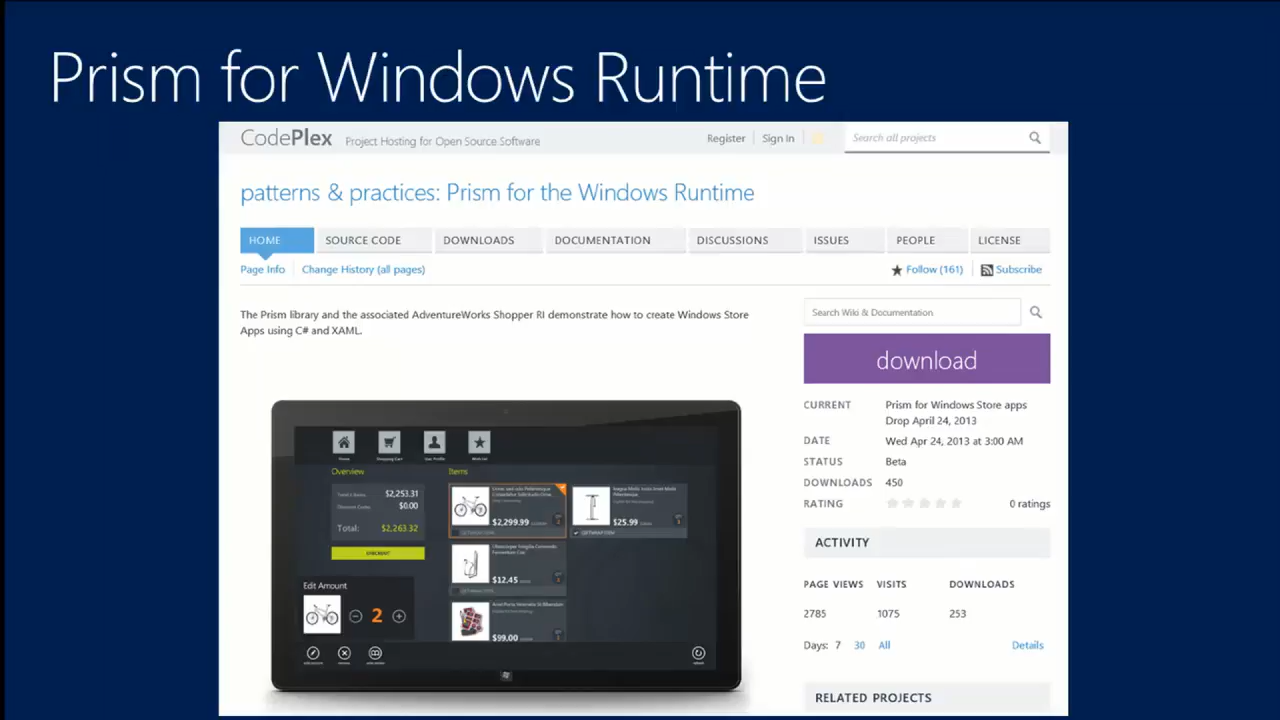 Prism for Windows Runtime
CodePlex Project Hosting for Open Source Software
Register Sign In Search all projects
patterns & practices: Prism for the Windows Runtime
HOME SOURCE CODE DOWNLOADS DOCUMENTATION DISCUSSIONS ISSUES PEOPLE LICENSE
Page Info Change History (all pages) Follow (161) Subscribe
The Prism library and the associated AdventureWorks Shopper RI demonstrate how to create Windows Store
Apps using C# and XAML.
Search Wiki & Documentation
download
CURRENT Prism for Windows Store apps
Drop April 24, 2013
DATE Wed Apr 24, 2013 at 3:00 AM
STATUS Beta
DOWNLOADS 450
RATING 0 ratings
ACTIVITY
PAGE VIEWS VISITS DOWNLOADS
2785 1075 253
Days: 7 30 All Details
RELATED PROJECTS
Home Shopping Cart
Overview Items
$2,253.31
$0.00
Total: $2,263.32
CHECKOUT
$2,299.99
$25.99
$12.45
$99.00
Edit Amount
2